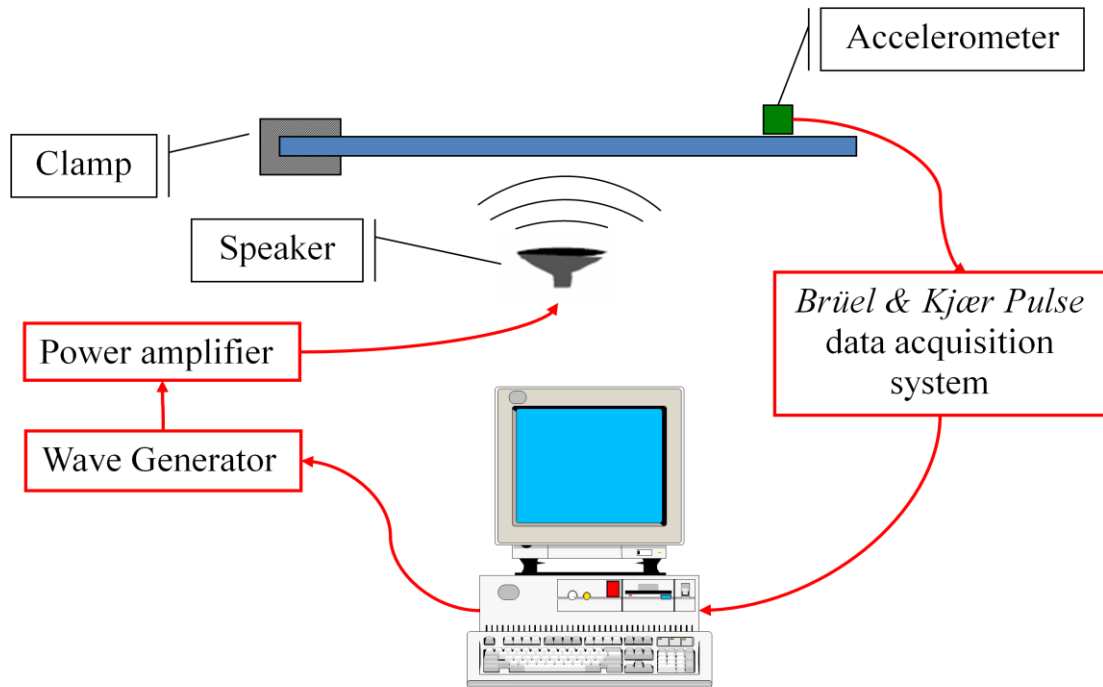 Accelerometer
Clamp
Speaker
Brüel & Kjær Pulse
data acquisition
system
Power amplifier
Wave Generator